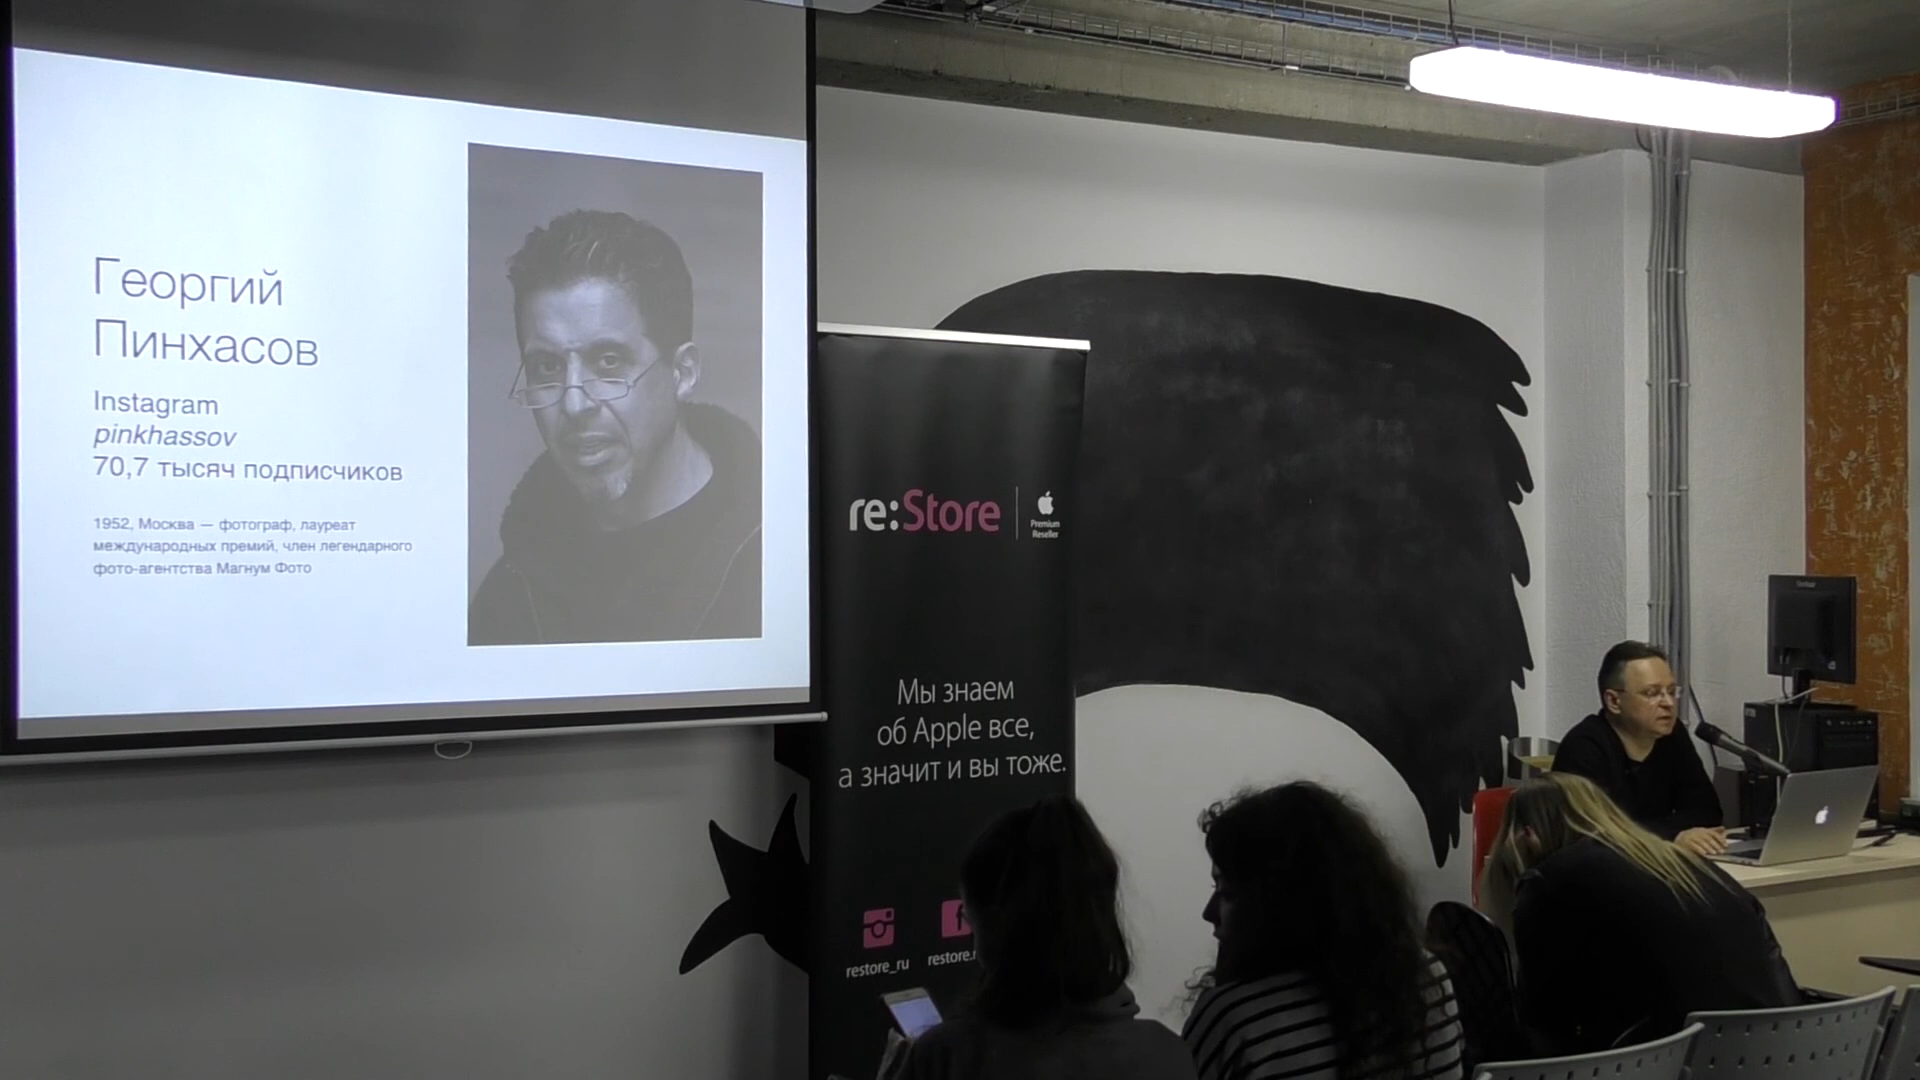 Георгий
Пинхасов
Instagram
pinkhassov
70,7 тысяч подписчиков
1952, Москва — фотограф, лауреат
международных премий, член легендарного
фото-агентства Магнум Фото
re:Store
Premium
Reseller
Мы знаем
об Apple все,
а значит и вы тоже.
restore_ru